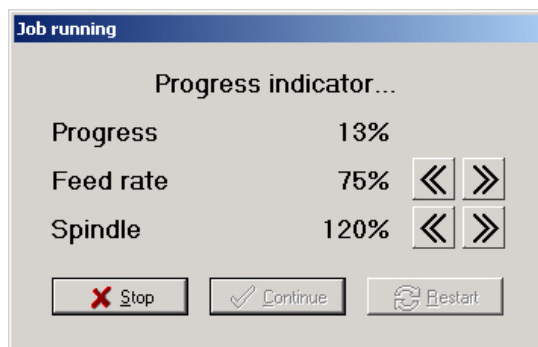 Job running
Progress indicator...
Progress 13%
Feed rate 75%
Spindle 120%
Stop Continue Restart